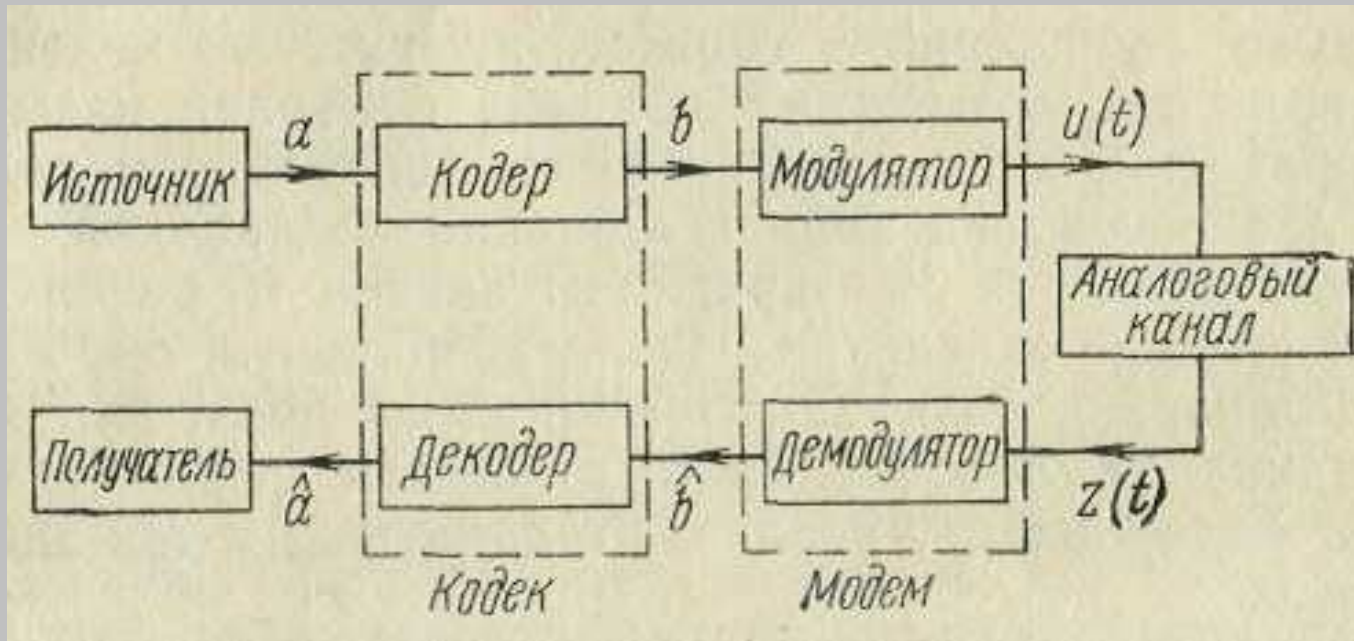 a
b
u(t)
Источник
Кодер
Модулятор
Аналоговый
канал
Получатель
Декодер
Демодулятор
â
b̂
z(t)
Кодек
Модем